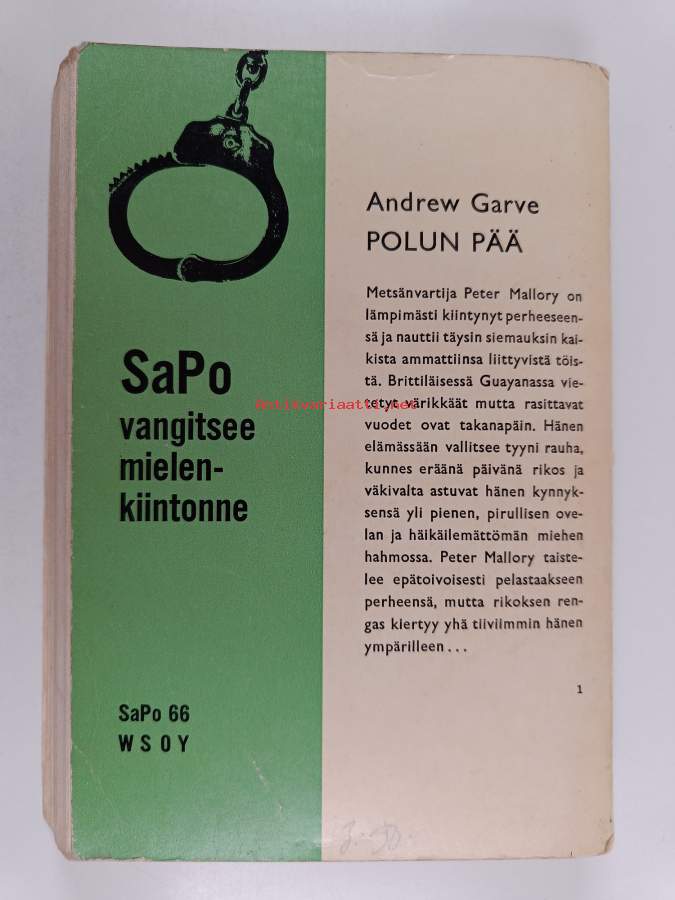 SaPo
vangitsee
mielen-
kiintonne
SaPo 66
WSOY
Andrew Garve
POLUN PÄÄ
Metsänvartija Peter Mallory on
lämpimästi kiintynyt perheeseen-
sä ja nauttii täysin siemauksin kai-
kista ammattiinsa liittyvistä töis-
tä. Brittiläisessä Guayanassa vie-
tetyt värikkäät mutta rasittavat
vuodet ovat takanapäin. Hänen
elämässään vallitsee tyyni rauha,
kunnes eräänä päivänä rikos ja
väkivalta astuvat hänen kynnyk-
sensä yli pienen, pirullisen ove-
lan ja häikäilemättömän miehen
hahmossa. Peter Mallory taiste-
lee epätoivoisesti pelastaakseen
perheensä, mutta rikoksen ren-
gas kiertyy yhä tiiviimmin hänen
ympärilleen...
1
Antikvariaatti.net